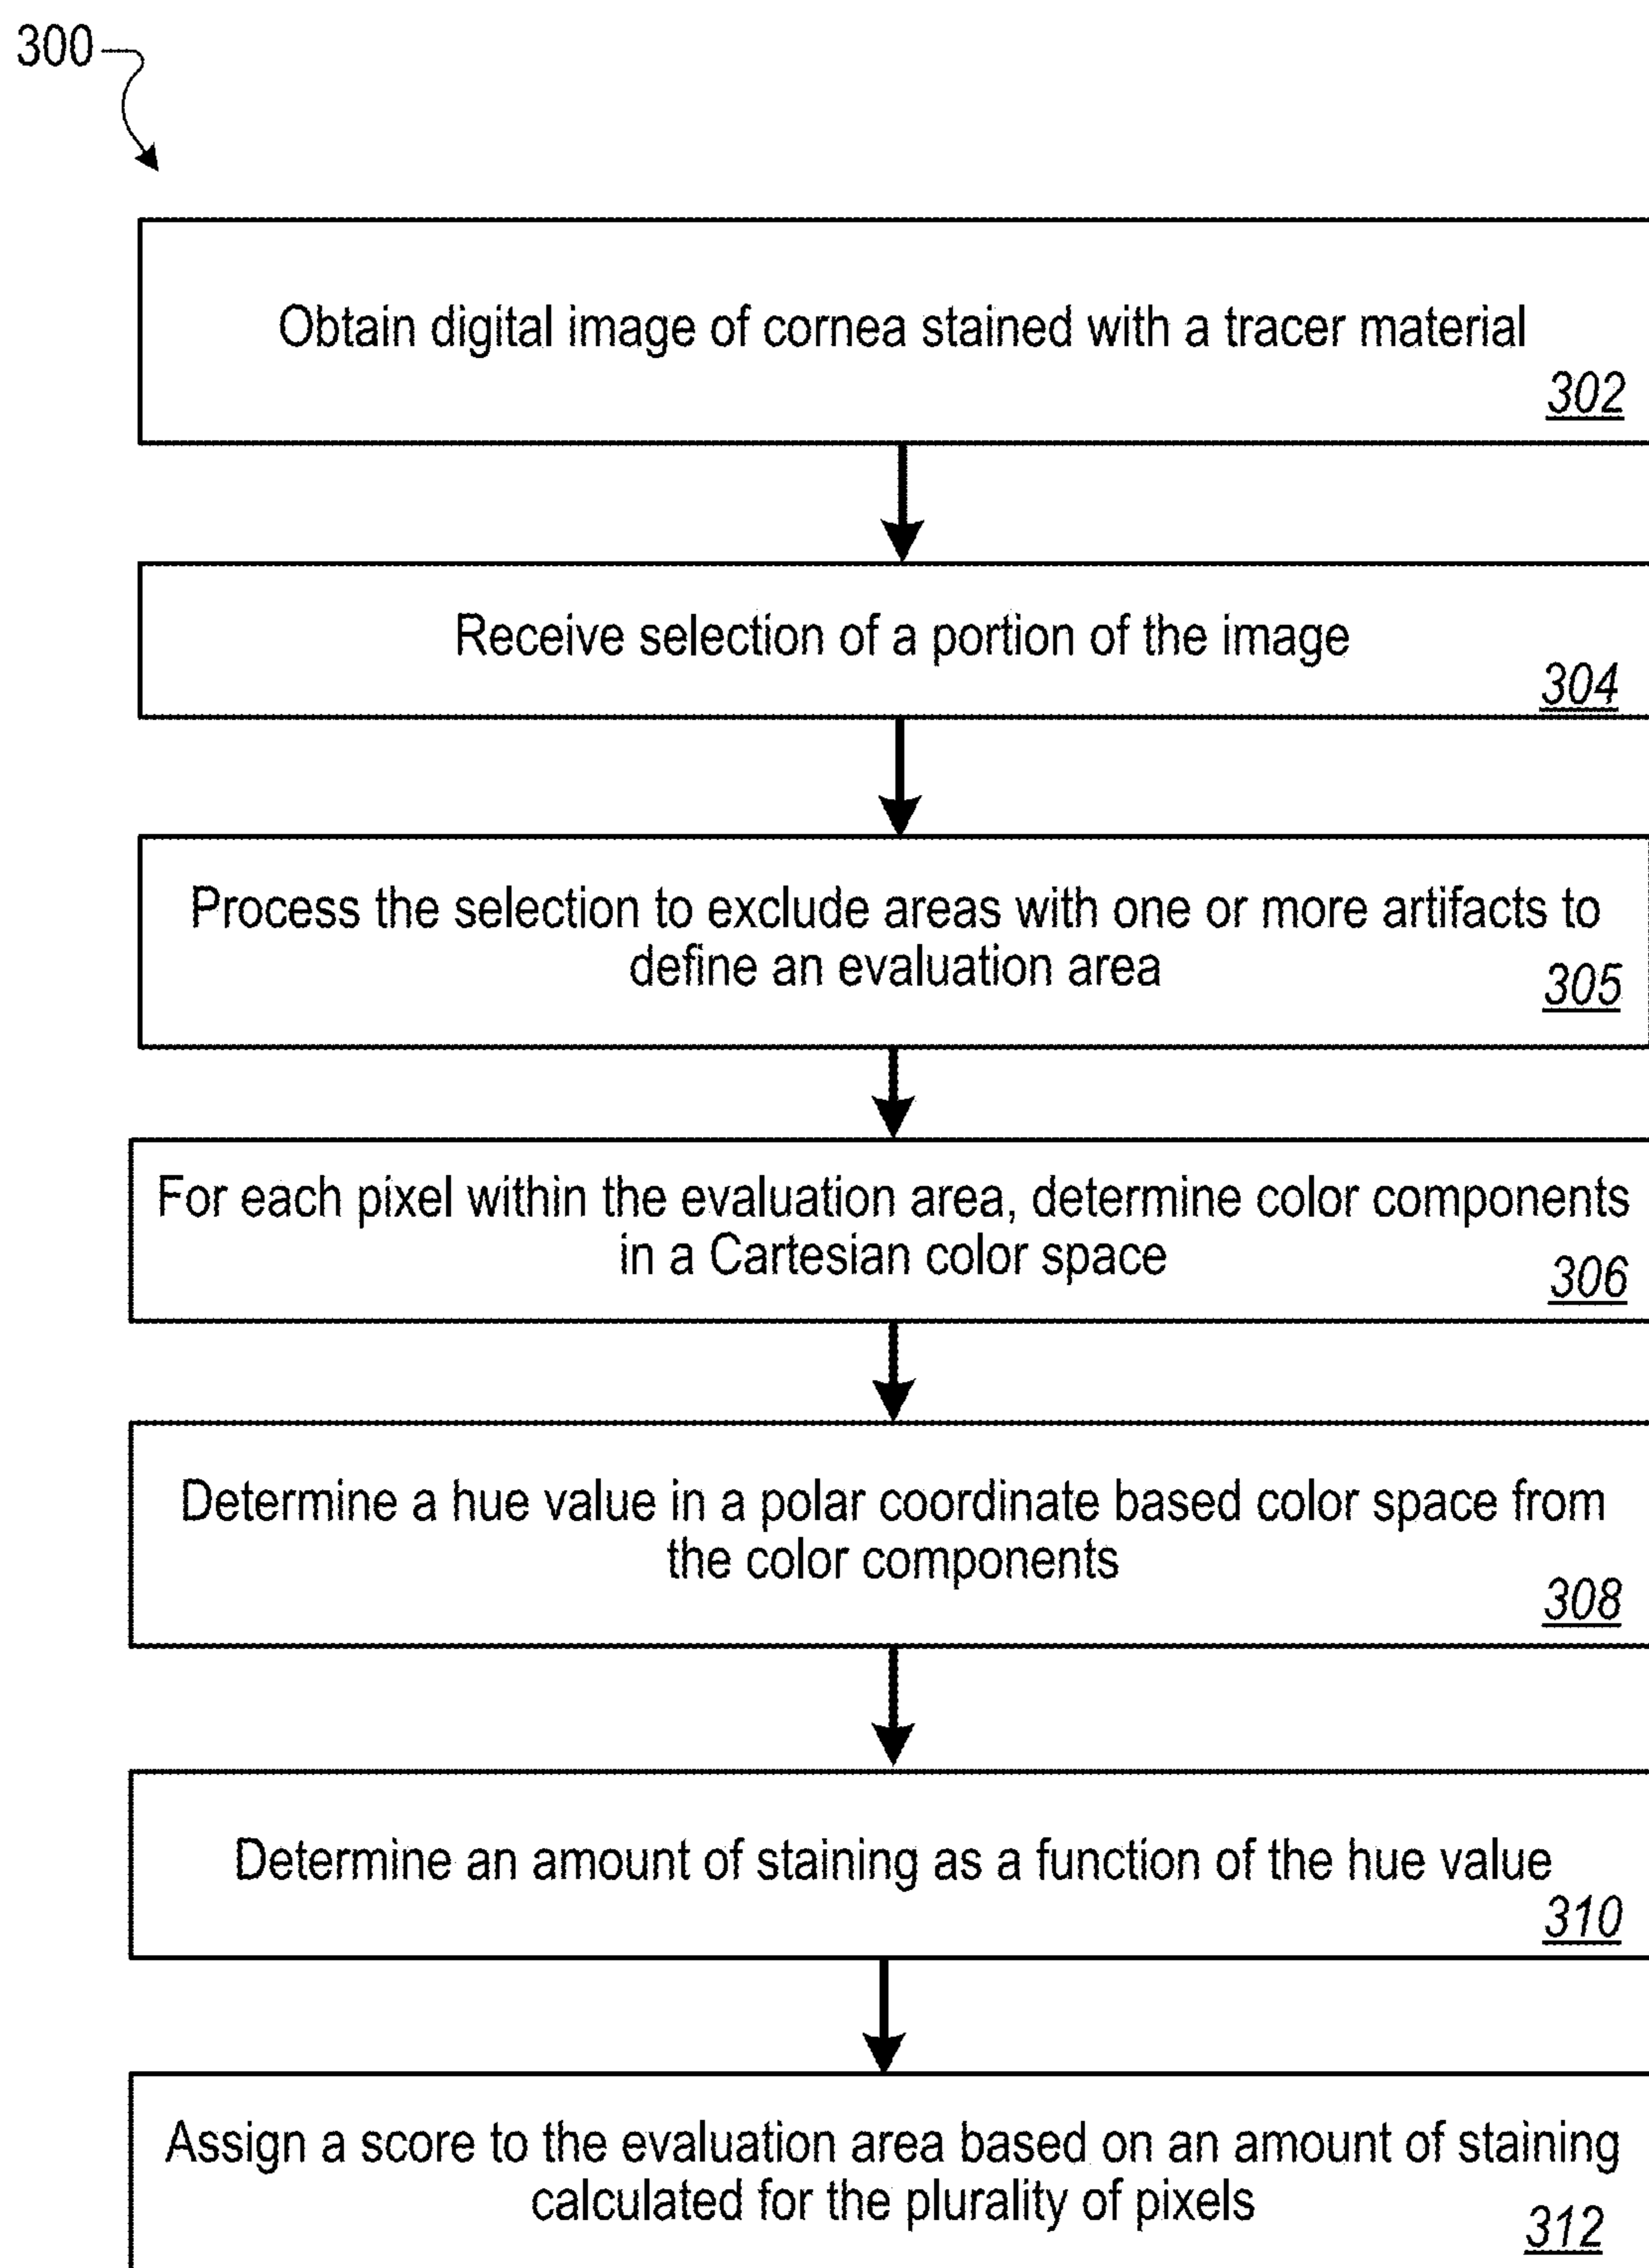 300
Obtain digital image of cornea stained with a tracer material
302
Receive selection of a portion of the image
304
Process the selection to exclude areas with one or more artifacts to
define an evaluation area
305
For each pixel within the evaluation area, determine color components
in a Cartesian color space
306
Determine a hue value in a polar coordinate based color space from
the color components
308
Determine an amount of staining as a function of the hue value
310
Assign a score to the evaluation area based on an amount of staining
calculated for the plurality of pixels
312